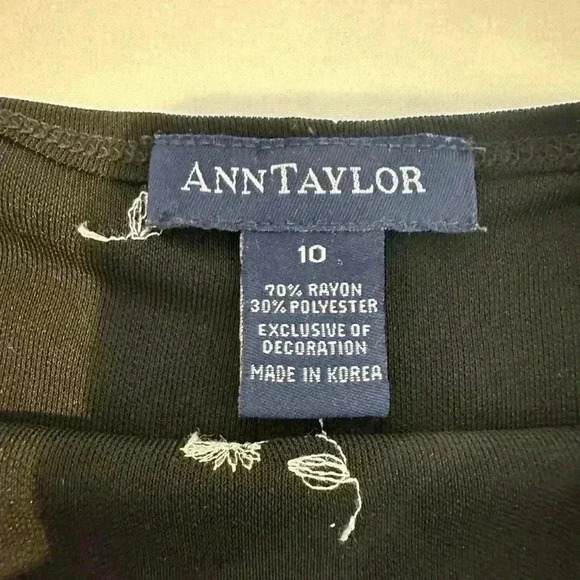 ANNTAYLOR
10
70% RAYON
30% POLYESTER
EXCLUSIVE OF
DECORATION
MADE IN KOREA